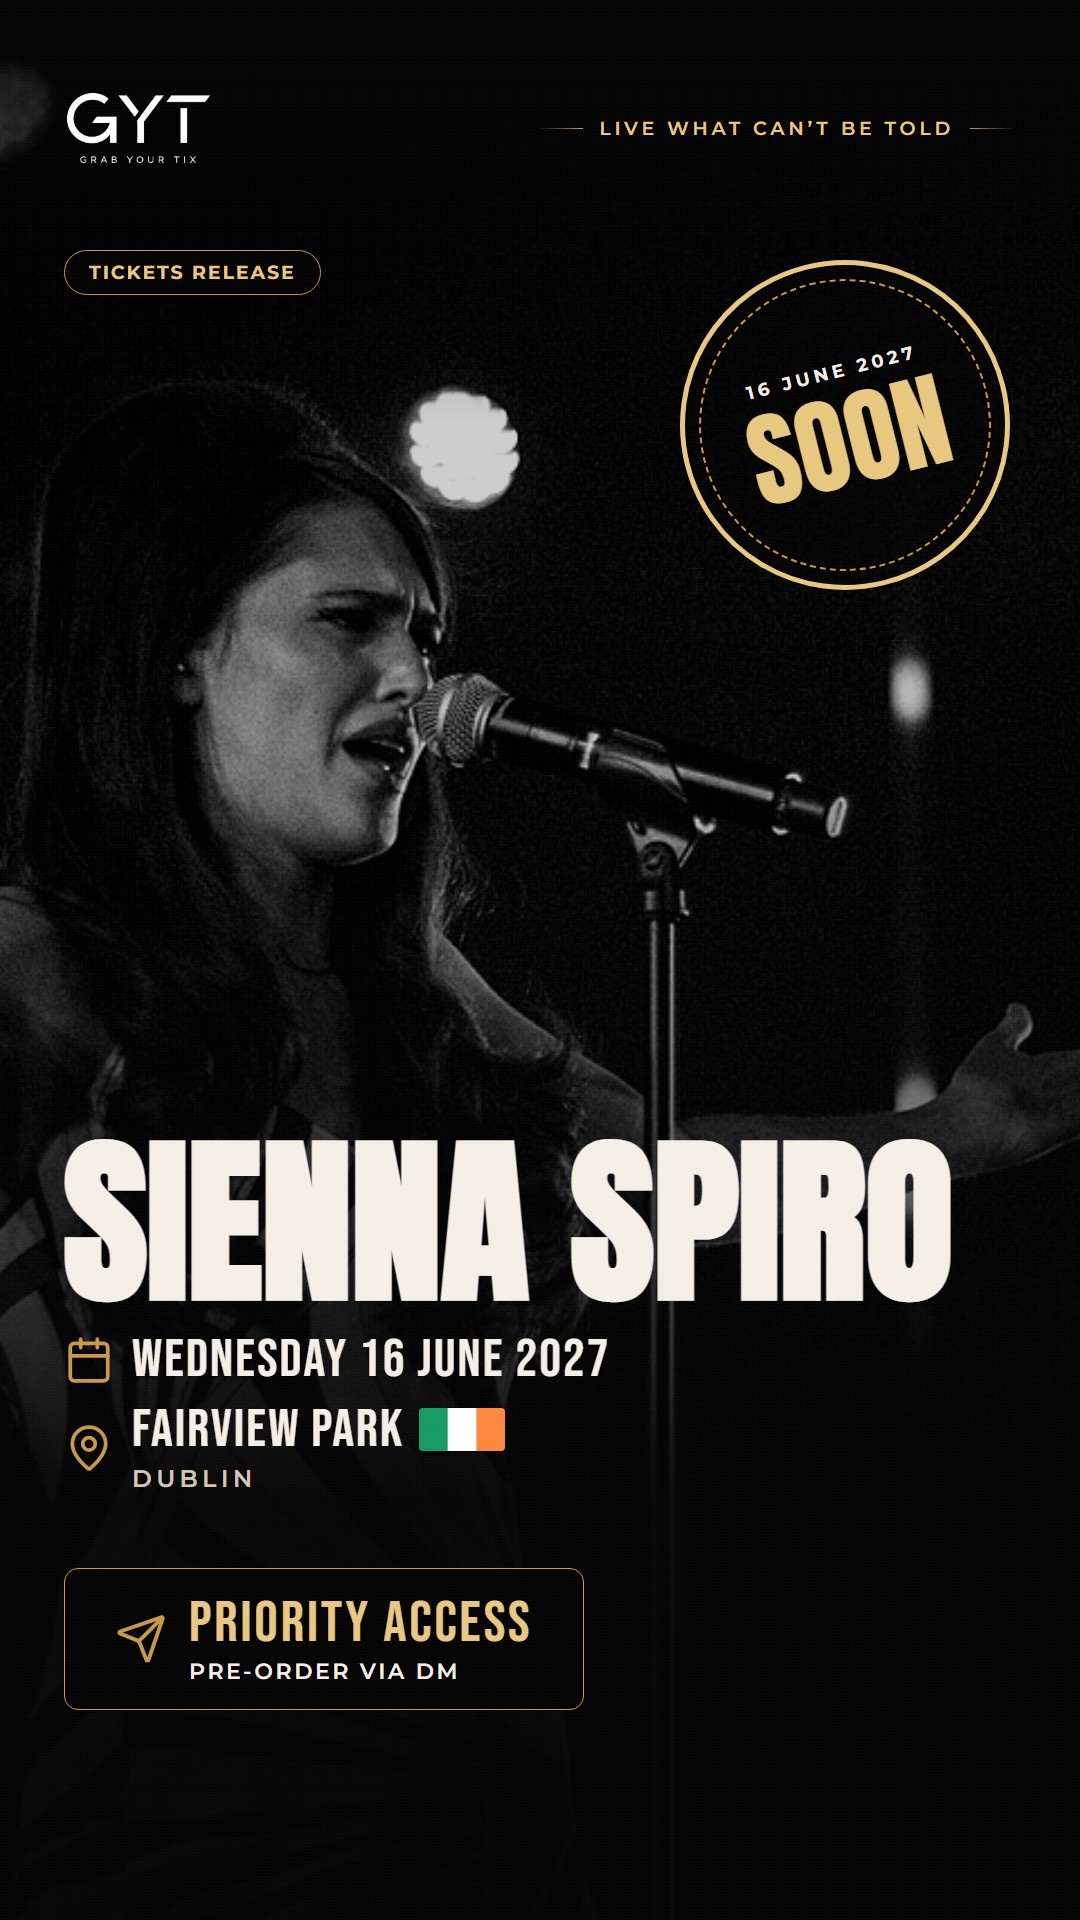 GYT
GRAB YOUR TIX
LIVE WHAT CAN’T BE TOLD
TICKETS RELEASE
16 JUNE 2027
SOON
SIENNA SPIRO
WEDNESDAY 16 JUNE 2027
FAIRVIEW PARK
DUBLIN
PRIORITY ACCESS
PRE-ORDER VIA DM